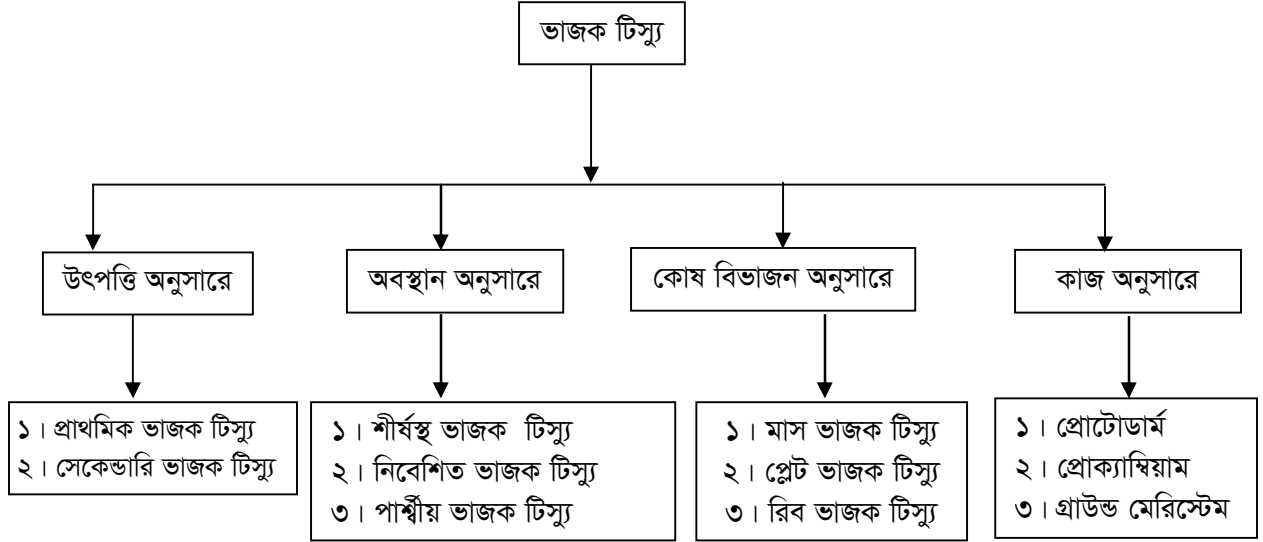 ভাজক টিস্যু
উৎপত্তি অনুসারে
অবস্থান অনুসারে
কোষ বিভাজন অনুসারে
কাজ অনুসারে
১। প্রাথমিক ভাজক টিস্যু
২। সেকেন্ডারি ভাজক টিস্যু
১। শীর্ষস্থ ভাজক টিস্যু
২। নিবেশিত ভাজক টিস্যু
৩। পার্শ্বীয় ভাজক টিস্যু
১। মাস ভাজক টিস্যু
২। প্লেট ভাজক টিস্যু
৩। রিব ভাজক টিস্যু
১। প্রোটোডার্ম
২। প্রোক্যাম্বিয়াম
৩। গ্রাউন্ড মেরিস্টেম